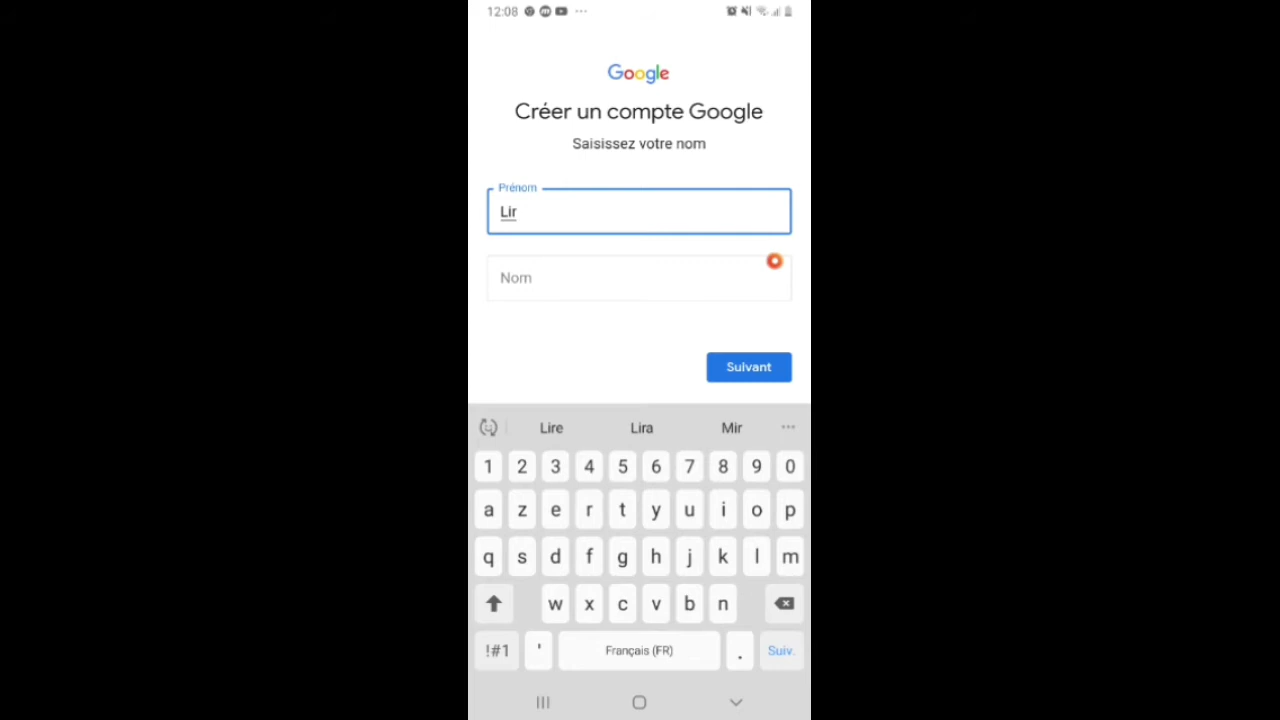 12:08
Google
Créer un compte Google
Saisissez votre nom
Prénom
Lir
Nom
Suivant
Lire Lira Mir
1 2 3 4 5 6 7 8 9 0
a z e r t y u i o p
q s d f g h j k l m
w x c v b n
!#1 ' Français (FR) . Suiv.